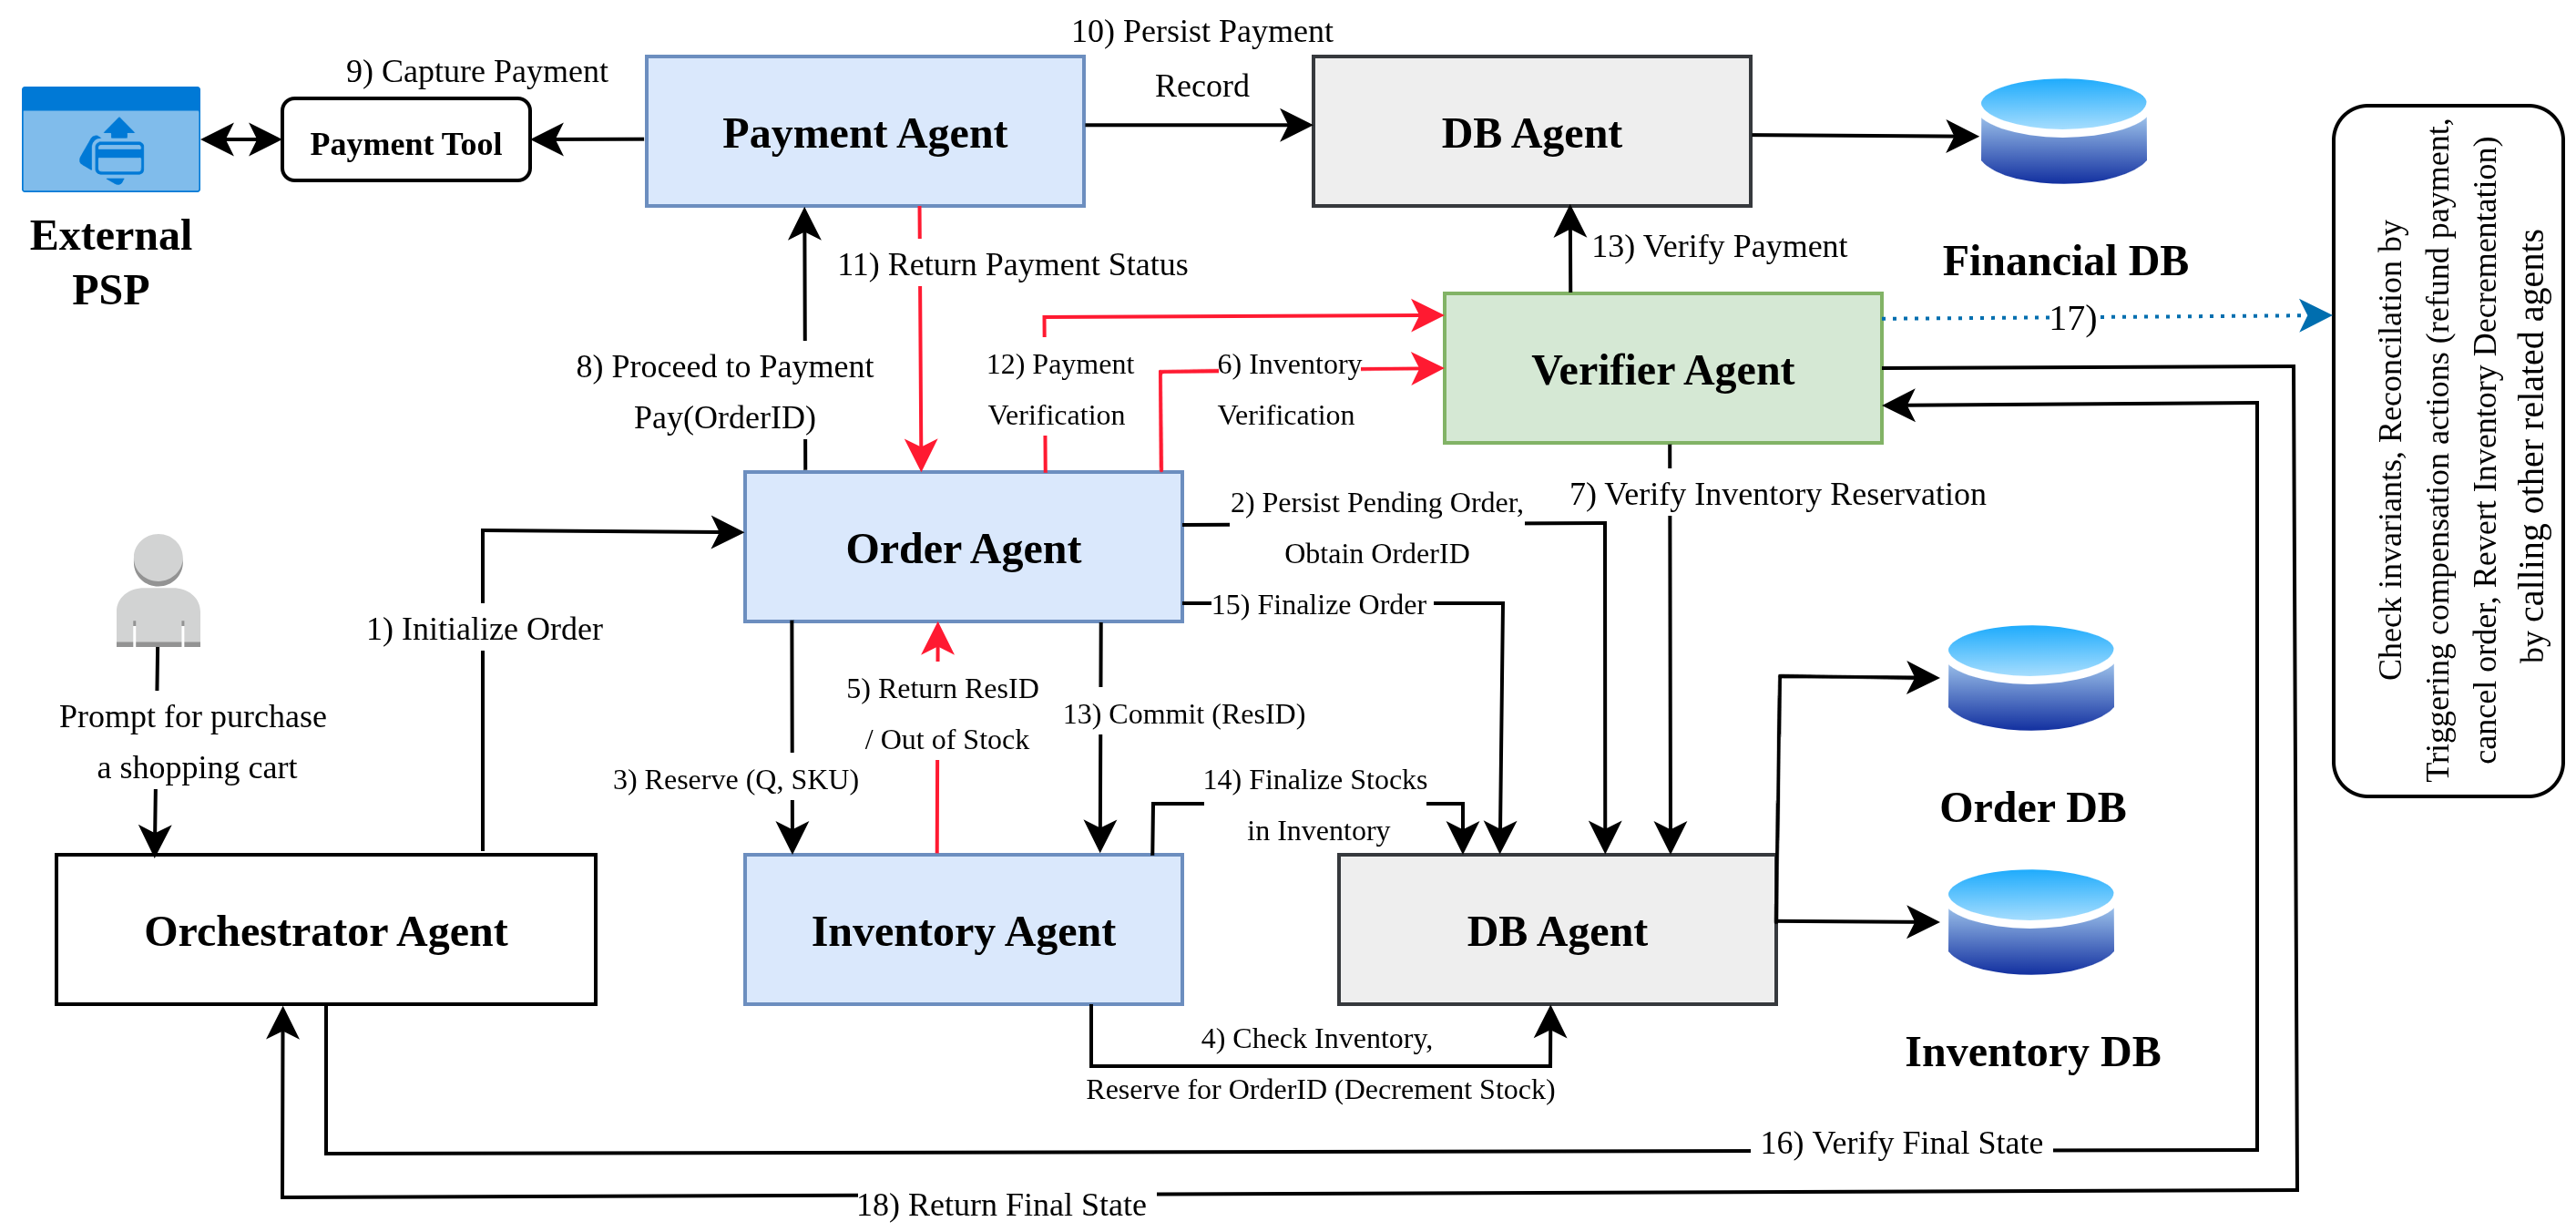 10) Persist Payment
Record
9) Capture Payment
Payment Tool
Payment Agent
DB Agent
External
PSP
Financial DB
11) Return Payment Status
13) Verify Payment
17)
Check invariants, Reconcilation by
Triggering compensation actions (refund payment,
cancel order, Revert Inventory Decrementation)
by calling other related agents
8) Proceed to Payment
Pay(OrderID)
12) Payment
Verification
6) Inventory
Verification
Verifier Agent
7) Verify Inventory Reservation
2) Persist Pending Order,
Obtain OrderID
Order Agent
15) Finalize Order
1) Initialize Order
Prompt for purchase
a shopping cart
5) Return ResID
/ Out of Stock
13) Commit (ResID)
3) Reserve (Q, SKU)
14) Finalize Stocks
in Inventory
Order DB
Orchestrator Agent
Inventory Agent
DB Agent
Inventory DB
4) Check Inventory,
Reserve for OrderID (Decrement Stock)
16) Verify Final State
18) Return Final State